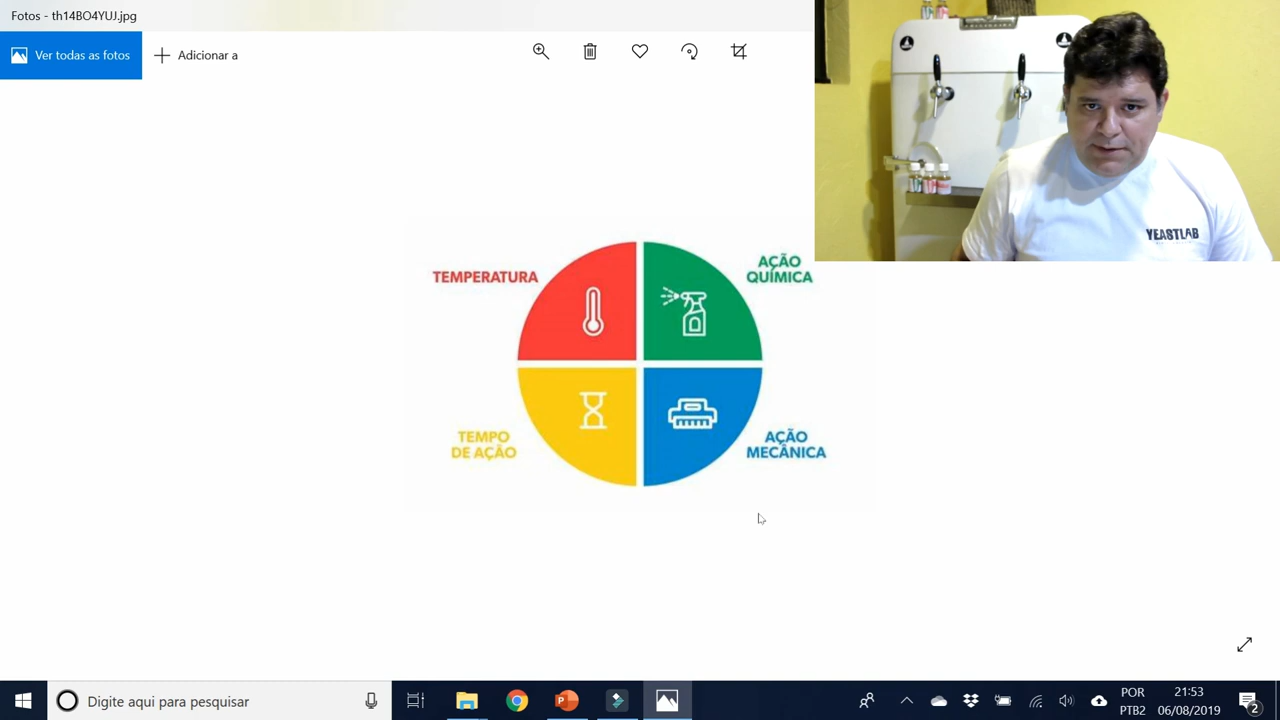 Fotos - th14BO4YUJ.jpg
Ver todas as fotos
Adicionar a
YEASTLAB
TEMPERATURA
AÇÃO
QUÍMICA
TEMPO
DE AÇÃO
AÇÃO
MECÂNICA
Digite aqui para pesquisar
POR
PTB2
21:53
06/08/2019
2